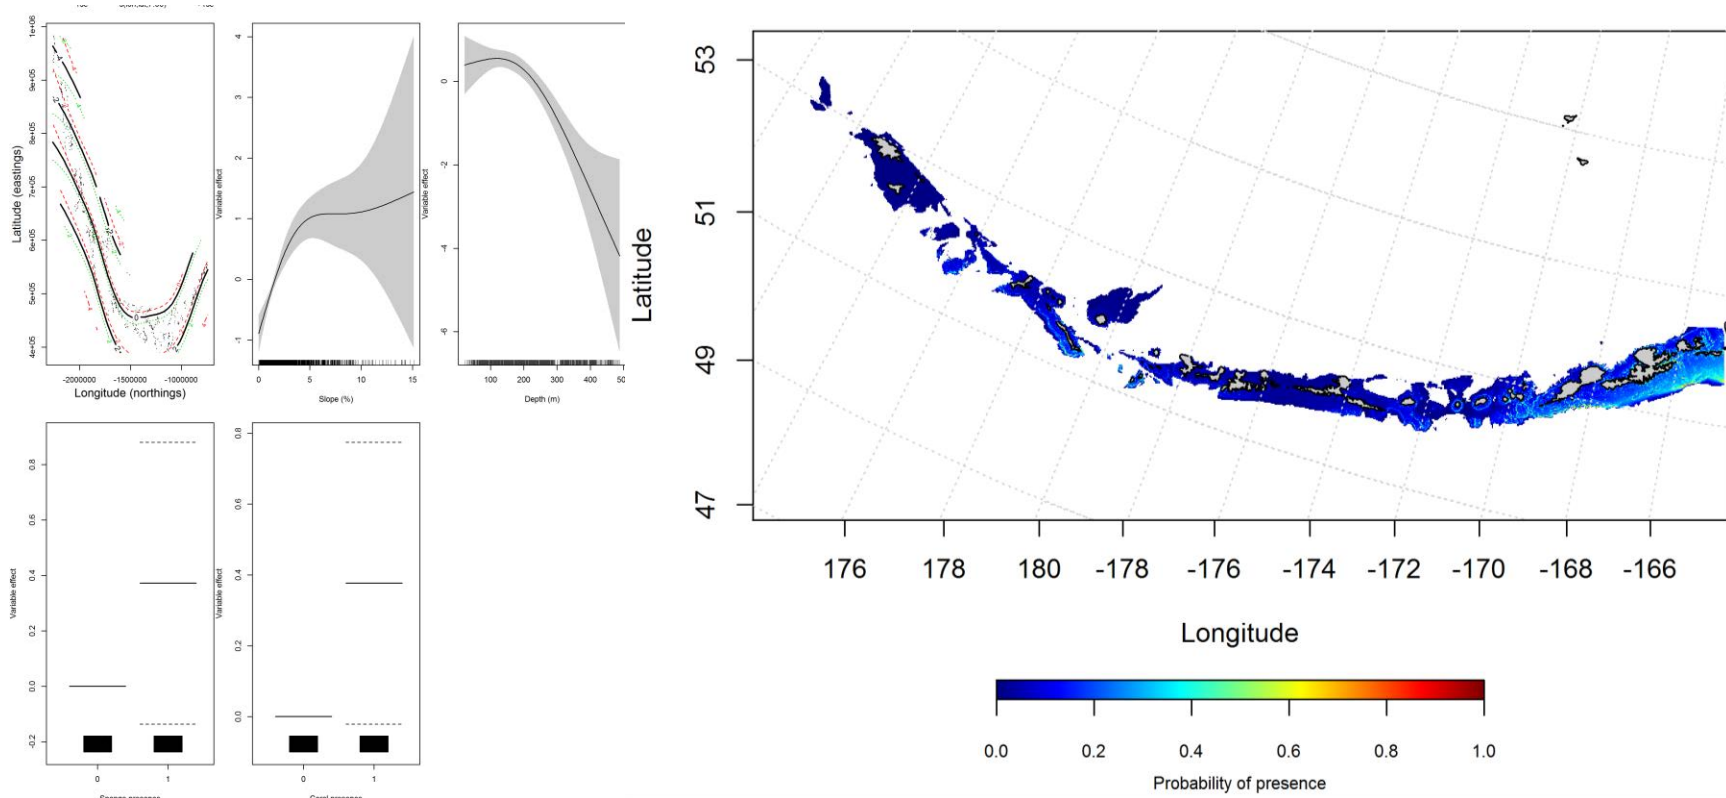 1e+06
9e+05
8e+05
7e+05
6e+05
5e+05
4e+05
Latitude (eastings)
-2000000 -1500000 -1000000
Longitude (northings)
0
4
3
2
1
0
-1
Variable effect
0 5 10 15
Slope (%)
0
-2
-4
-6
Variable effect
100 200 300 400
Depth (m)
0.8
0.6
0.4
0.2
0.0
-0.2
Variable effect
0 1
0.8
0.6
0.4
0.2
0.0
Variable effect
0 1
53
51
49
47
Latitude
176 178 180 -178 -176 -174 -172 -170 -168 -166
Longitude
0.0 0.2 0.4 0.6 0.8 1.0
Probability of presence